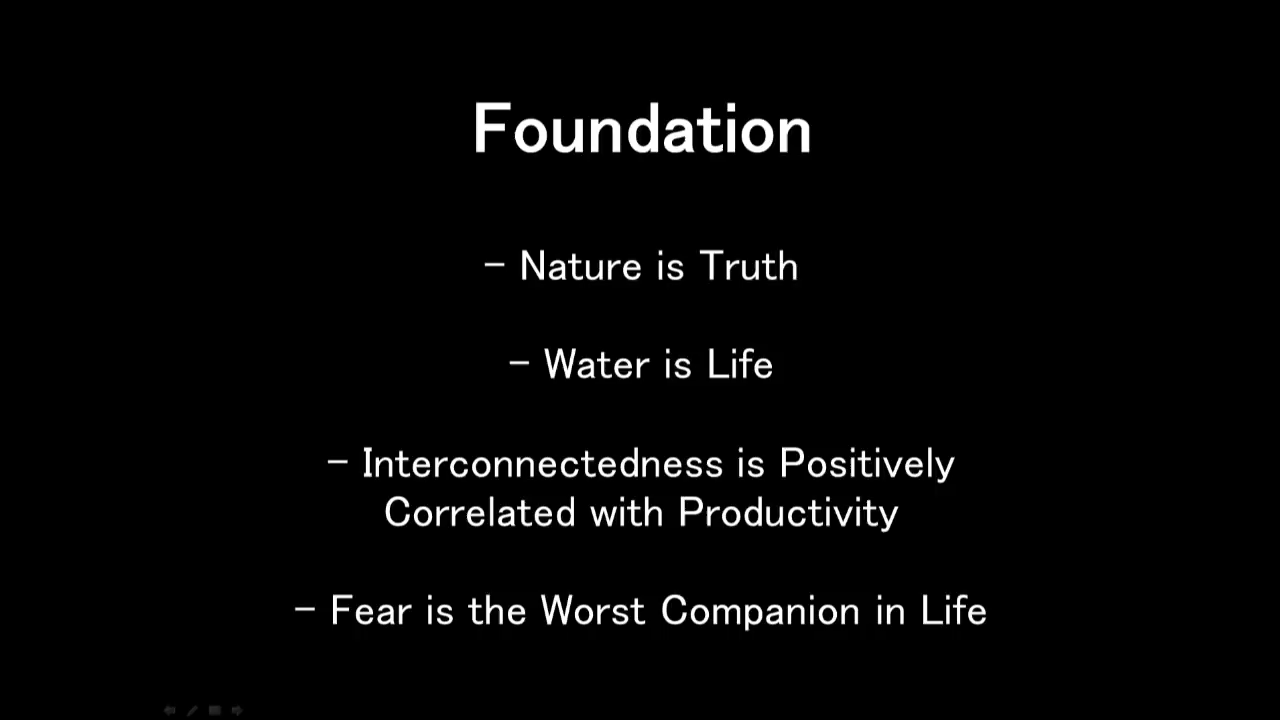 Foundation
- Nature is Truth
- Water is Life
- Interconnectedness is Positively
Correlated with Productivity
- Fear is the Worst Companion in Life